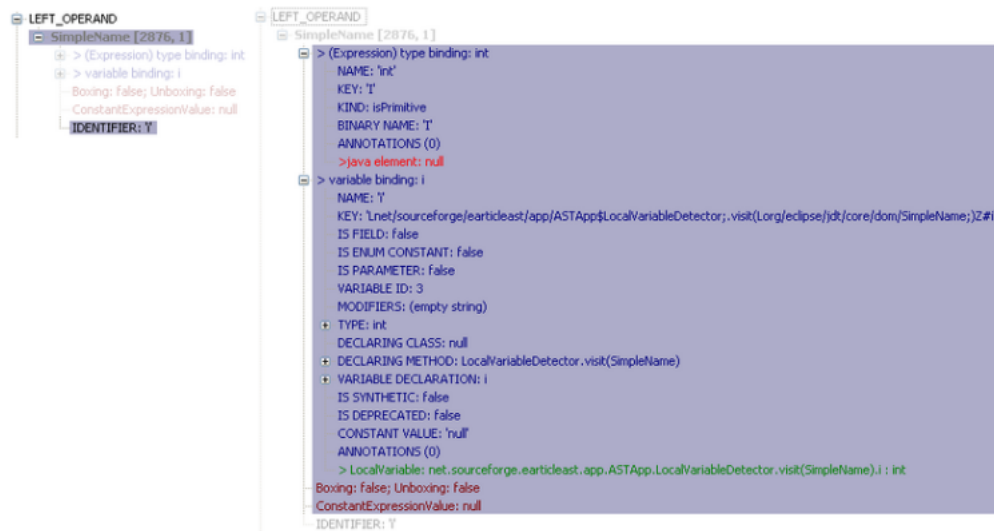 LEFT_OPERAND
SimpleName [2876, 1]
> (Expression) type binding: int
> variable binding: i
Boxing: false; Unboxing: false
ConstantExpressionValue: null
IDENTIFIER: 'i'
LEFT_OPERAND
SimpleName [2876, 1]
> (Expression) type binding: int
NAME: 'int'
KEY: 'I'
KIND: isPrimitive
BINARY NAME: 'I'
ANNOTATIONS (0)
>java element: null
> variable binding: i
NAME: 'i'
KEY: 'Lnet/sourceforge/earticleast/app/ASTApp$LocalVariableDetector;.visit(Lorg/eclipse/jdt/core/dom/SimpleName;)Z#i
IS FIELD: false
IS ENUM CONSTANT: false
IS PARAMETER: false
VARIABLE ID: 3
MODIFIERS: (empty string)
TYPE: int
DECLARING CLASS: null
DECLARING METHOD: LocalVariableDetector.visit(SimpleName)
VARIABLE DECLARATION: i
IS SYNTHETIC: false
IS DEPRECATED: false
CONSTANT VALUE: 'null'
ANNOTATIONS (0)
> LocalVariable: net.sourceforge.earticleast.app.ASTApp.LocalVariableDetector.visit(SimpleName).i : int
Boxing: false; Unboxing: false
ConstantExpressionValue: null
IDENTIFIER: 'i'